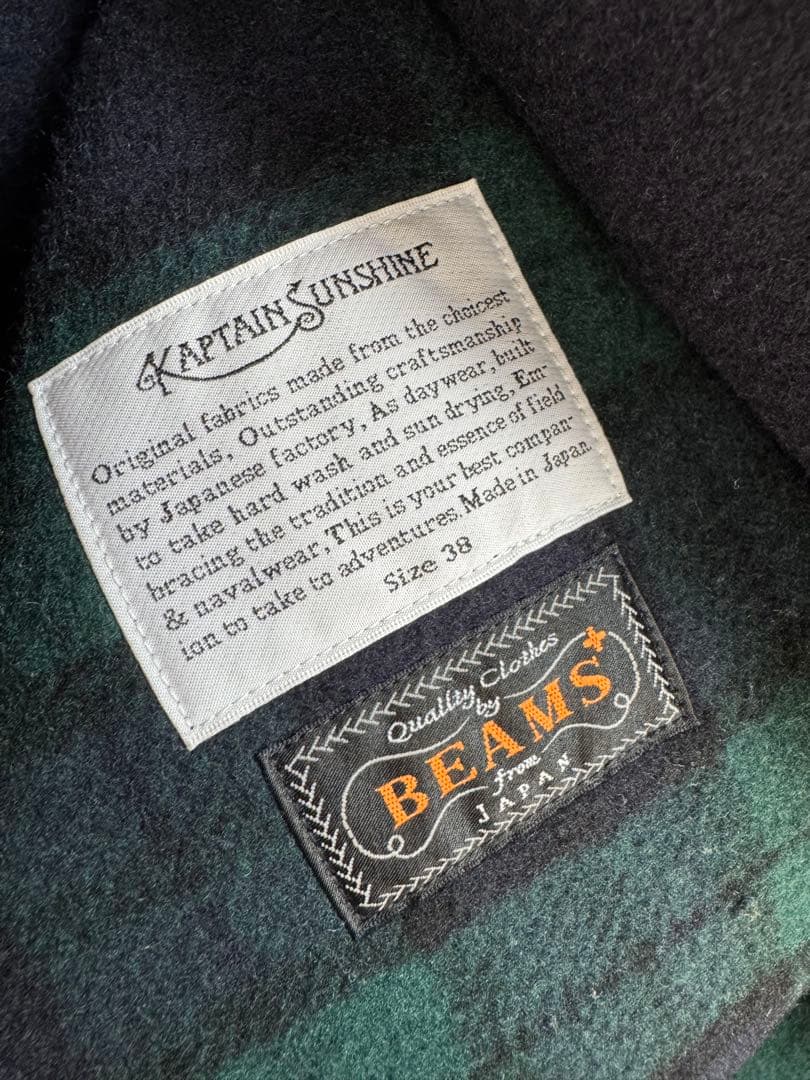 KAPTAIN SUNSHINE
Original fabrics made from the choicest
materials, Outstanding craftsmanship
by Japanese factory, As daywear, built
to take hard wash and sun drying, Em-
bracing the tradition and essence of field
& navalwear, This is your best compan-
ion to take to adventures. Made in Japan.
Size 38
Quality Clothes
by
BEAMS+
from
JAPAN